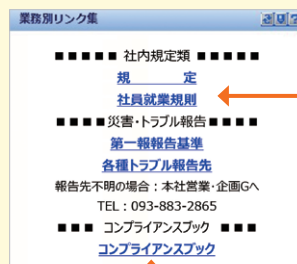 業務別リンク集
■■■■■ 社内規定類 ■■■■■
規　　定
社員就業規則
■■■■災害・トラブル報告■■■■
第一報報告基準
各種トラブル報告先
報告先不明の場合：本社営業・企画Gへ
TEL：093-883-2865
■■■ コンプライアンスブック ■■■
コンプライアンスブック